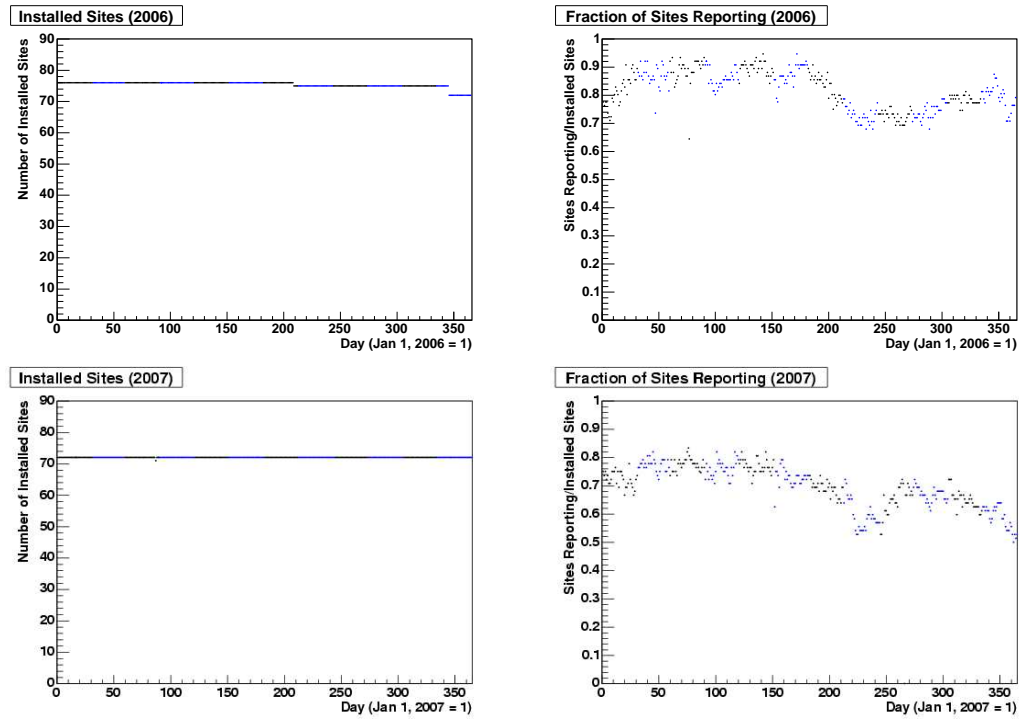 Installed Sites (2006)
Number of Installed Sites
90
80
70
60
50
40
30
20
10
0
0 50 100 150 200 250 300 350
Day (Jan 1, 2006 = 1)
Fraction of Sites Reporting (2006)
Sites Reporting/Installed Sites
1
0.9
0.8
0.7
0.6
0.5
0.4
0.3
0.2
0.1
0
0 50 100 150 200 250 300 350
Day (Jan 1, 2006 = 1)
Installed Sites (2007)
Number of Installed Sites
90
80
70
60
50
40
30
20
10
0
0 50 100 150 200 250 300 350
Day (Jan 1, 2007 = 1)
Fraction of Sites Reporting (2007)
Sites Reporting/Installed Sites
1
0.9
0.8
0.7
0.6
0.5
0.4
0.3
0.2
0.1
0
0 50 100 150 200 250 300 350
Day (Jan 1, 2007 = 1)